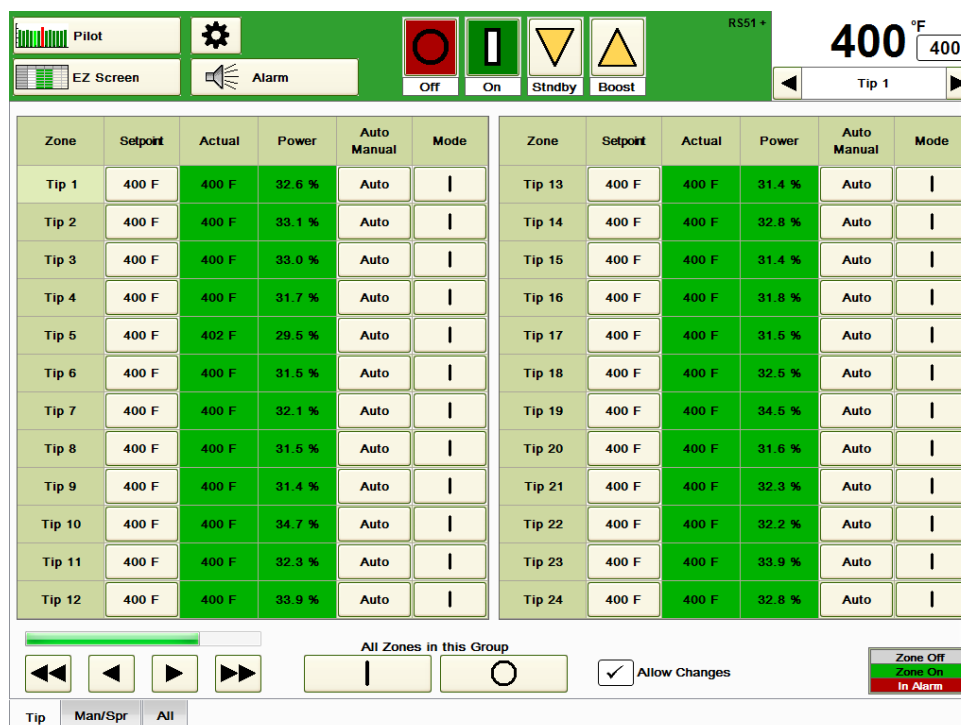 Pilot
EZ Screen
Alarm
Off On Stndby Boost
RS51 +
400 °F 400
Tip 1
Zone Setpoint Actual Power Auto Manual Mode Zone Setpoint Actual Power Auto Manual Mode
Tip 1 400 F 400 F 32.6 % Auto I Tip 13 400 F 400 F 31.4 % Auto I
Tip 2 400 F 400 F 33.1 % Auto I Tip 14 400 F 400 F 32.8 % Auto I
Tip 3 400 F 400 F 33.0 % Auto I Tip 15 400 F 400 F 31.4 % Auto I
Tip 4 400 F 400 F 31.7 % Auto I Tip 16 400 F 400 F 31.8 % Auto I
Tip 5 400 F 402 F 29.5 % Auto I Tip 17 400 F 400 F 31.5 % Auto I
Tip 6 400 F 400 F 31.5 % Auto I Tip 18 400 F 400 F 32.5 % Auto I
Tip 7 400 F 400 F 32.1 % Auto I Tip 19 400 F 400 F 34.5 % Auto I
Tip 8 400 F 400 F 31.5 % Auto I Tip 20 400 F 400 F 31.6 % Auto I
Tip 9 400 F 400 F 31.4 % Auto I Tip 21 400 F 400 F 32.3 % Auto I
Tip 10 400 F 400 F 34.7 % Auto I Tip 22 400 F 400 F 32.2 % Auto I
Tip 11 400 F 400 F 32.3 % Auto I Tip 23 400 F 400 F 33.9 % Auto I
Tip 12 400 F 400 F 33.9 % Auto I Tip 24 400 F 400 F 32.8 % Auto I
All Zones in this Group
I O
Allow Changes
Zone Off
Zone On
In Alarm
Tip Man/Spr All